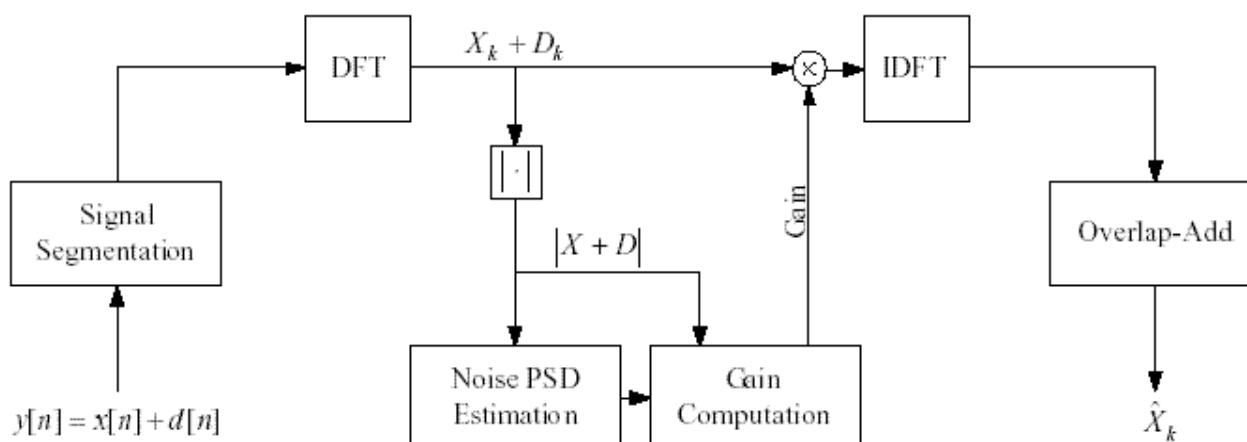 X_k + D_k
DFT
IDFT
| · |
Signal
Segmentation
Gain
Overlap-Add
|X + D|
Noise PSD
Estimation
Gain
Computation
y[n] = x[n] + d[n]
X̂_k
×